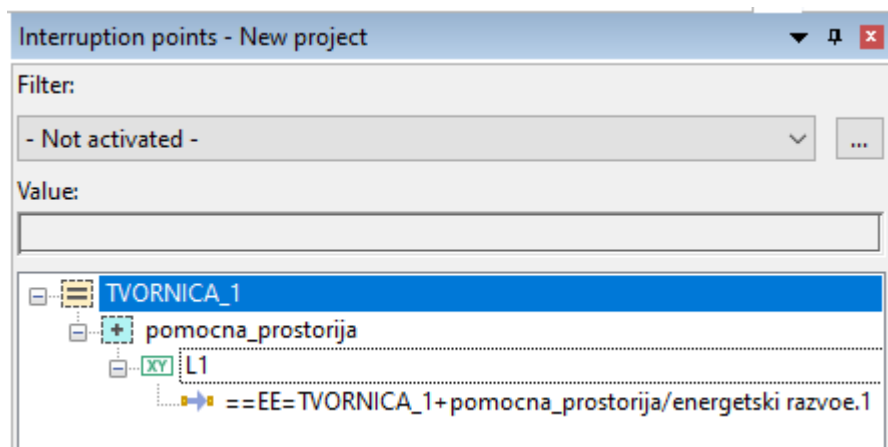 Interruption points - New project
Filter:
- Not activated -
...
Value:
TVORNICA_1
pomocna_prostorija
XY L1
==EE=TVORNICA_1+pomocna_prostorija/energetski razvoe.1